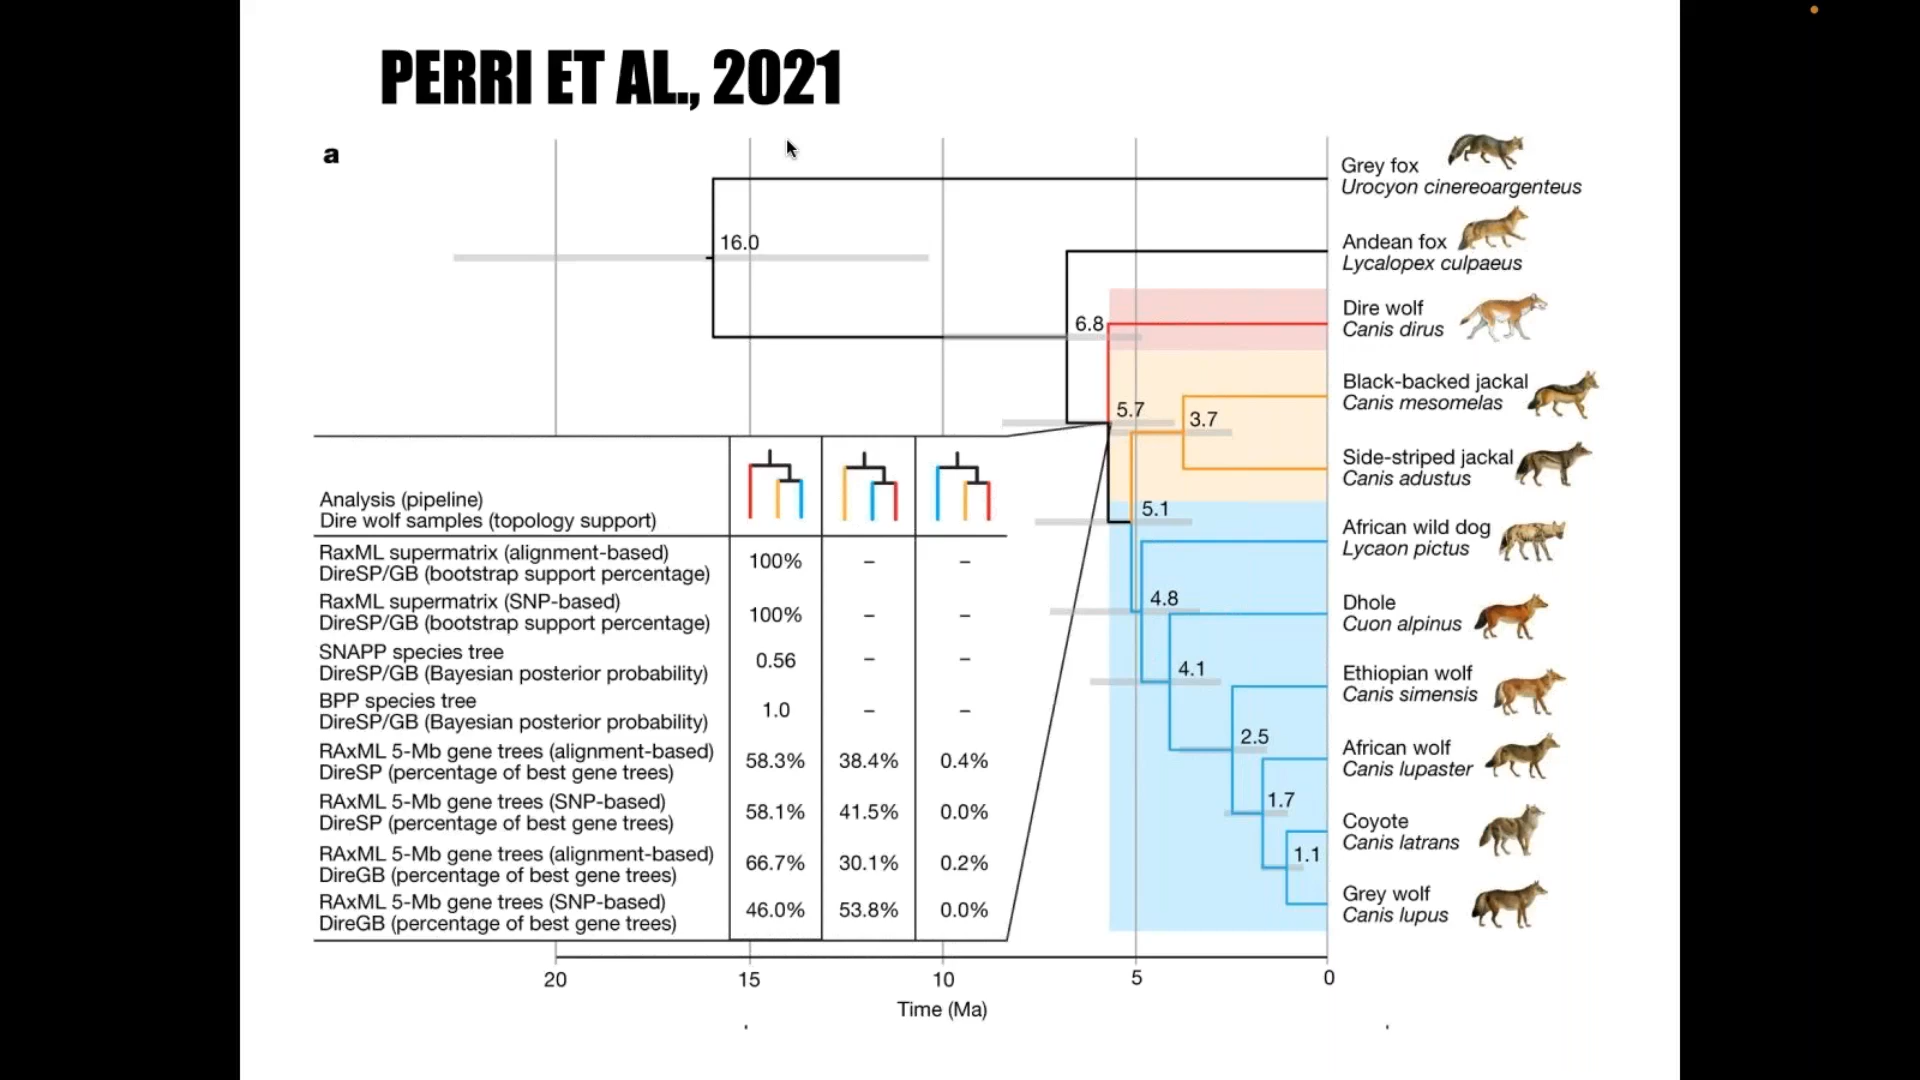 PERRI ET AL., 2021
a
Grey fox
Urocyon cinereoargenteus
16.0
Andean fox
Lycalopex culpaeus
Dire wolf
Canis dirus
6.8
Black-backed jackal
Canis mesomelas
5.7
3.7
Side-striped jackal
Canis adustus
5.1
African wild dog
Lycaon pictus
4.8
Dhole
Cuon alpinus
4.1
Ethiopian wolf
Canis simensis
2.5
African wolf
Canis lupaster
1.7
Coyote
Canis latrans
1.1
Grey wolf
Canis lupus
Analysis (pipeline)
Dire wolf samples (topology support)
RaxML supermatrix (alignment-based)
DireSP/GB (bootstrap support percentage)
100% – –
RaxML supermatrix (SNP-based)
DireSP/GB (bootstrap support percentage)
100% – –
SNAPP species tree
DireSP/GB (Bayesian posterior probability)
0.56 – –
BPP species tree
DireSP/GB (Bayesian posterior probability)
1.0 – –
RAxML 5-Mb gene trees (alignment-based)
DireSP (percentage of best gene trees)
58.3% 38.4% 0.4%
RAxML 5-Mb gene trees (SNP-based)
DireSP (percentage of best gene trees)
58.1% 41.5% 0.0%
RAxML 5-Mb gene trees (alignment-based)
DireGB (percentage of best gene trees)
66.7% 30.1% 0.2%
RAxML 5-Mb gene trees (SNP-based)
DireGB (percentage of best gene trees)
46.0% 53.8% 0.0%
20 15 10 5 0
Time (Ma)